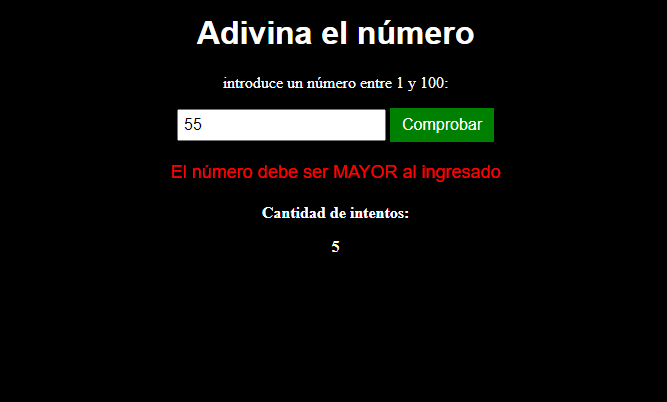 Adivina el número
introduce un número entre 1 y 100:
55 Comprobar
El número debe ser MAYOR al ingresado
Cantidad de intentos:
5